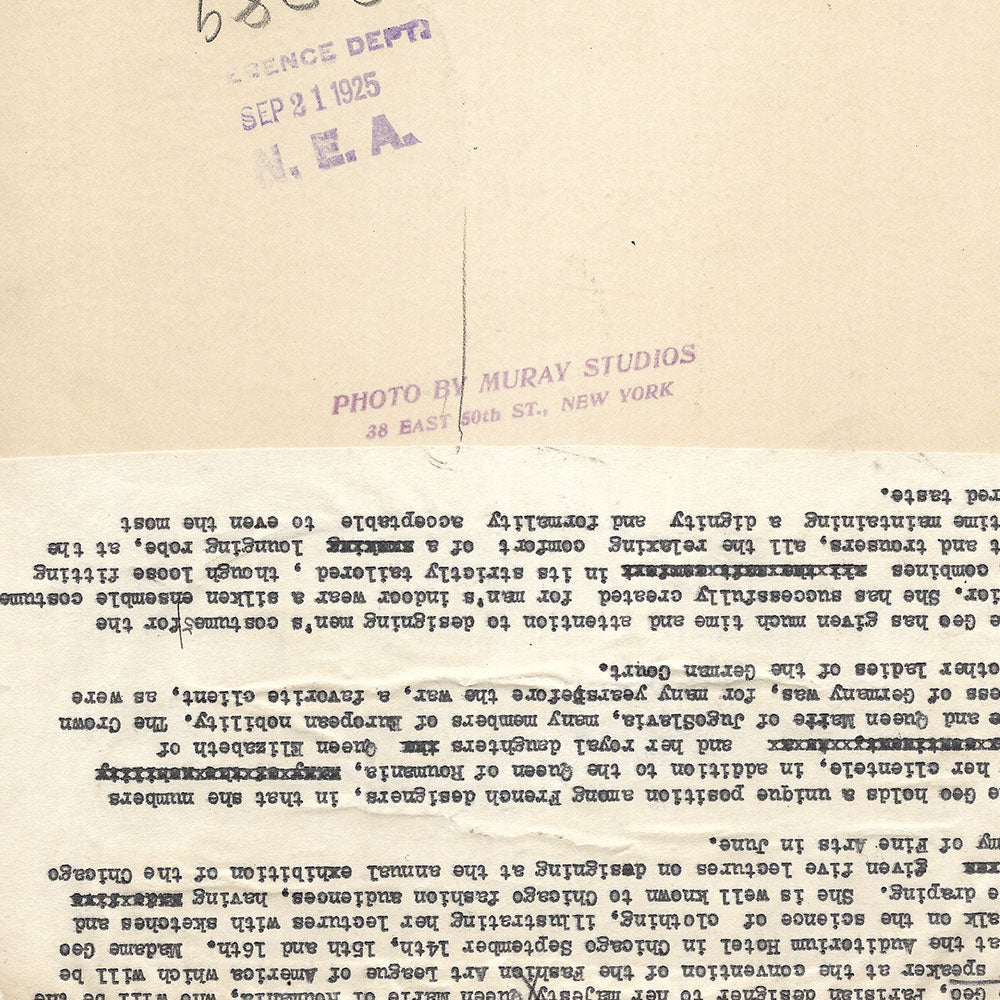 ERENCE DEPT.
SEP 21 1925
N. E. A.
PHOTO BY MURAY STUDIOS
38 EAST 50th ST., NEW YORK
Geo, Parisian designer to her majesty Queen Marie of Roumania, who will be the
speaker at the convention of the Fashion Art League of America which will be
at the Auditorium Hotel in Chicago September 14th, 15th and 16th. Madame Geo
alk on the science of clothing, illustrating her lectures with sketches and
e draping. She is well known to Chicago fashion audiences, having
given five lectures on designing at the annual exhibition of the Chicago
my of Fine Arts in June.
e Geo holds a unique position among French designers, in that she numbers
her clientele, in addition to the Queen of Roumania,
and her royal daughters Queen Elizabeth of
e and Queen Marie of JugoSlavia, many members of European nobility. The Crown
ess of Germany was, for many yearsbefore the war, a favorite client, as were
other ladies of the German Court.
e Geo has given much time and attention to designing men's costumes for the
ior. She has successfully created for man's indoor wear a silken ensemble costume
combines in its strictly tailored , though loose fitting
t and trousers, all the relaxing comfort of a lounging robe, at the
time maintaining a dignity and formality acceptable to even the most
red taste.